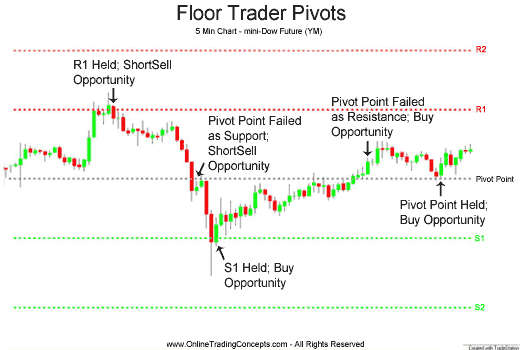 Floor Trader Pivots
5 Min Chart - mini-Dow Future (YM)
R2
R1 Held; ShortSell
Opportunity
R1
Pivot Point Failed
as Support;
ShortSell
Opportunity
Pivot Point Failed
as Resistance; Buy
Opportunity
Pivot Point
Pivot Point Held;
Buy Opportunity
S1
S1 Held; Buy
Opportunity
S2
www.OnlineTradingConcepts.com - All Rights Reserved
Created with TradeStation